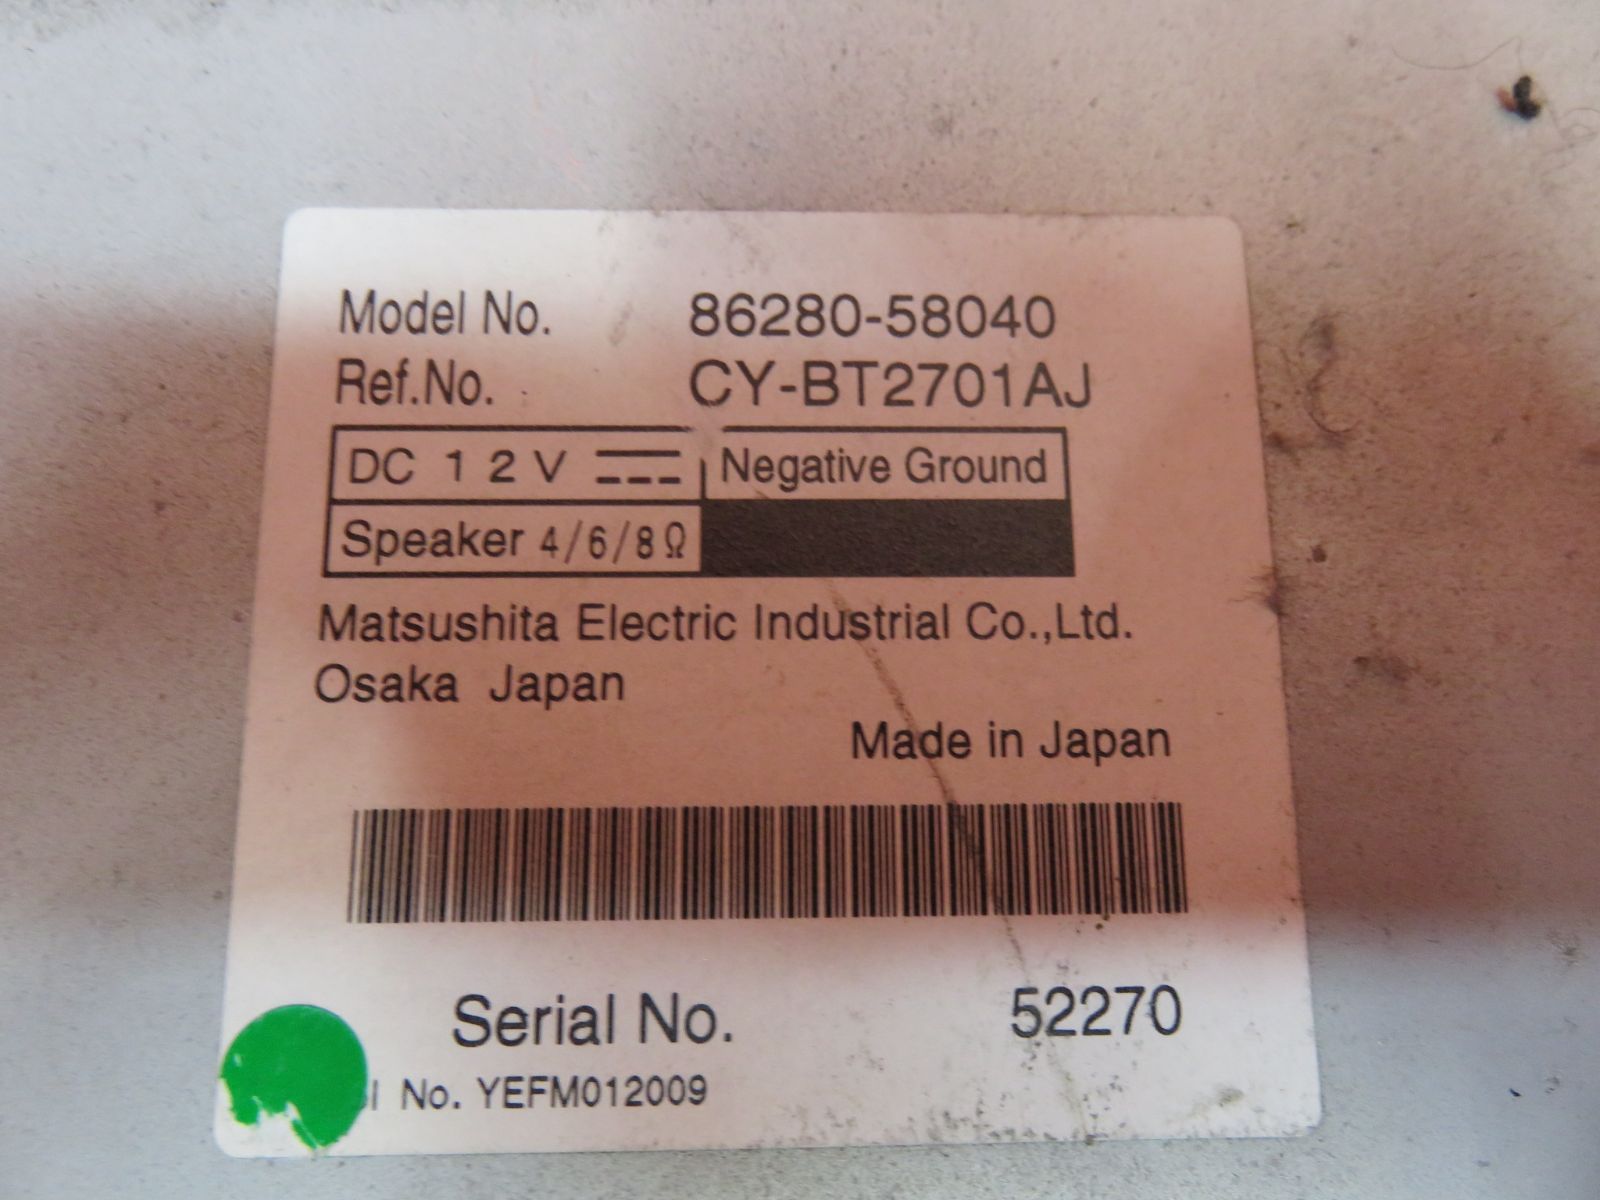 Model No. 86280-58040
Ref.No. CY-BT2701AJ
DC 12V Negative Ground
Speaker 4/6/8Ω
Matsushita Electric Industrial Co.,Ltd.
Osaka Japan
Made in Japan
Serial No. 52270
No. YEFM012009